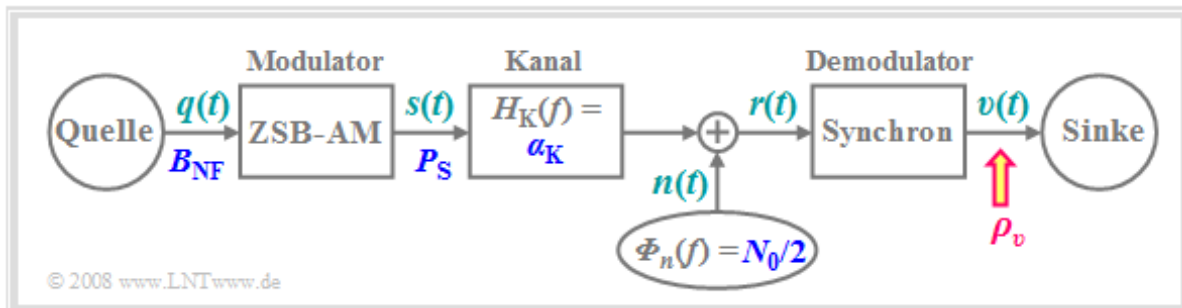 Modulator Kanal Demodulator
Quelle q(t) ZSB-AM s(t) H_K(f) = r(t) Synchron v(t) Sinke
B_NF P_S α_K n(t) ρ_v
Φ_n(f) = N_0/2
© 2008 www.LNTwww.de